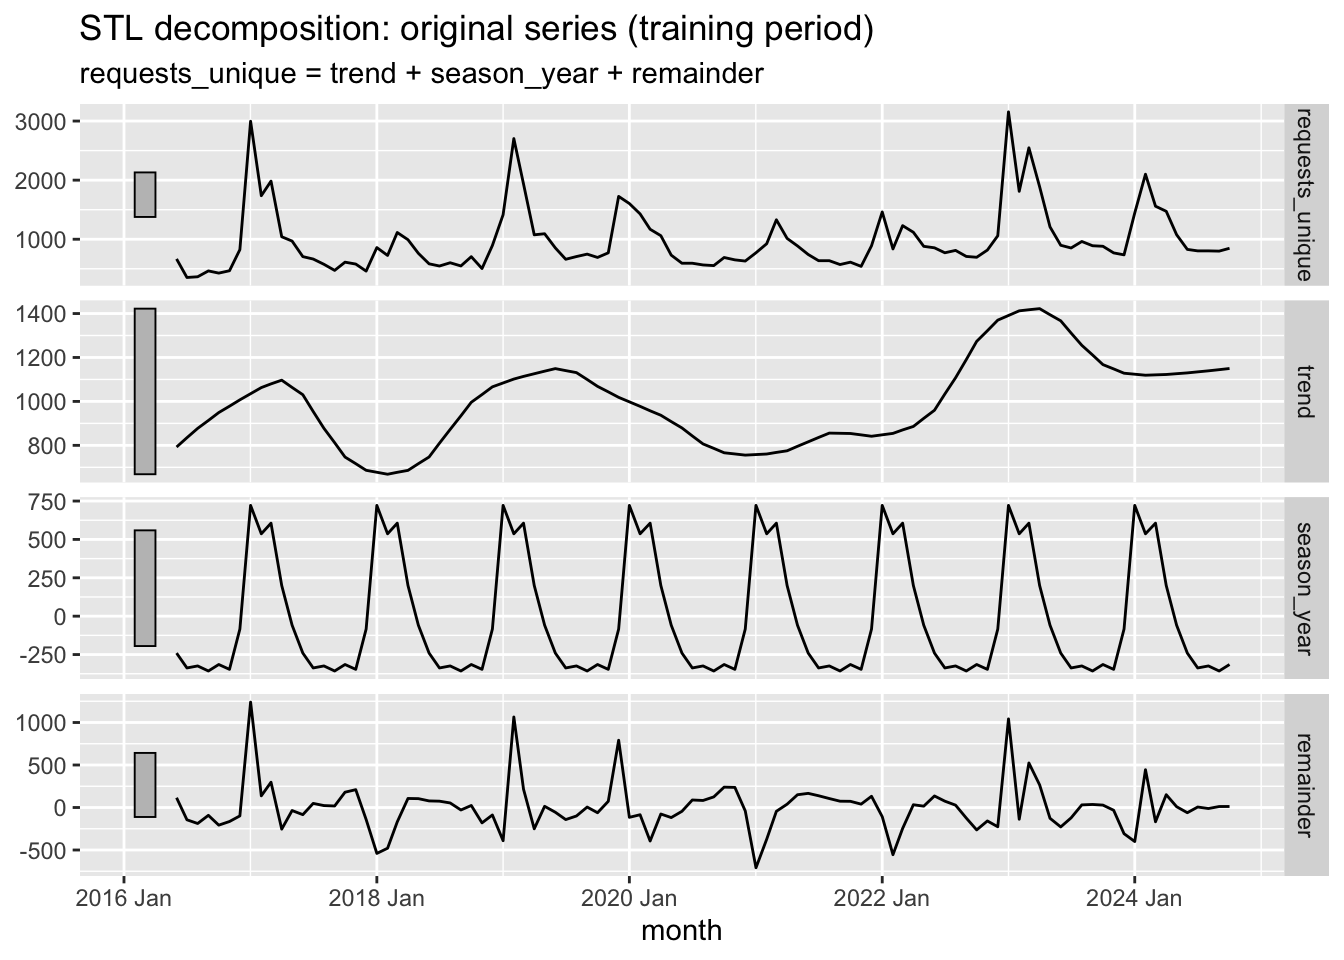 STL decomposition: original series (training period)
requests_unique = trend + season_year + remainder
3000
2000
1000
requests_unique
1400
1200
1000
800
trend
750
500
250
0
-250
season_year
1000
500
0
-500
remainder
2016 Jan
2018 Jan
2020 Jan
2022 Jan
2024 Jan
month